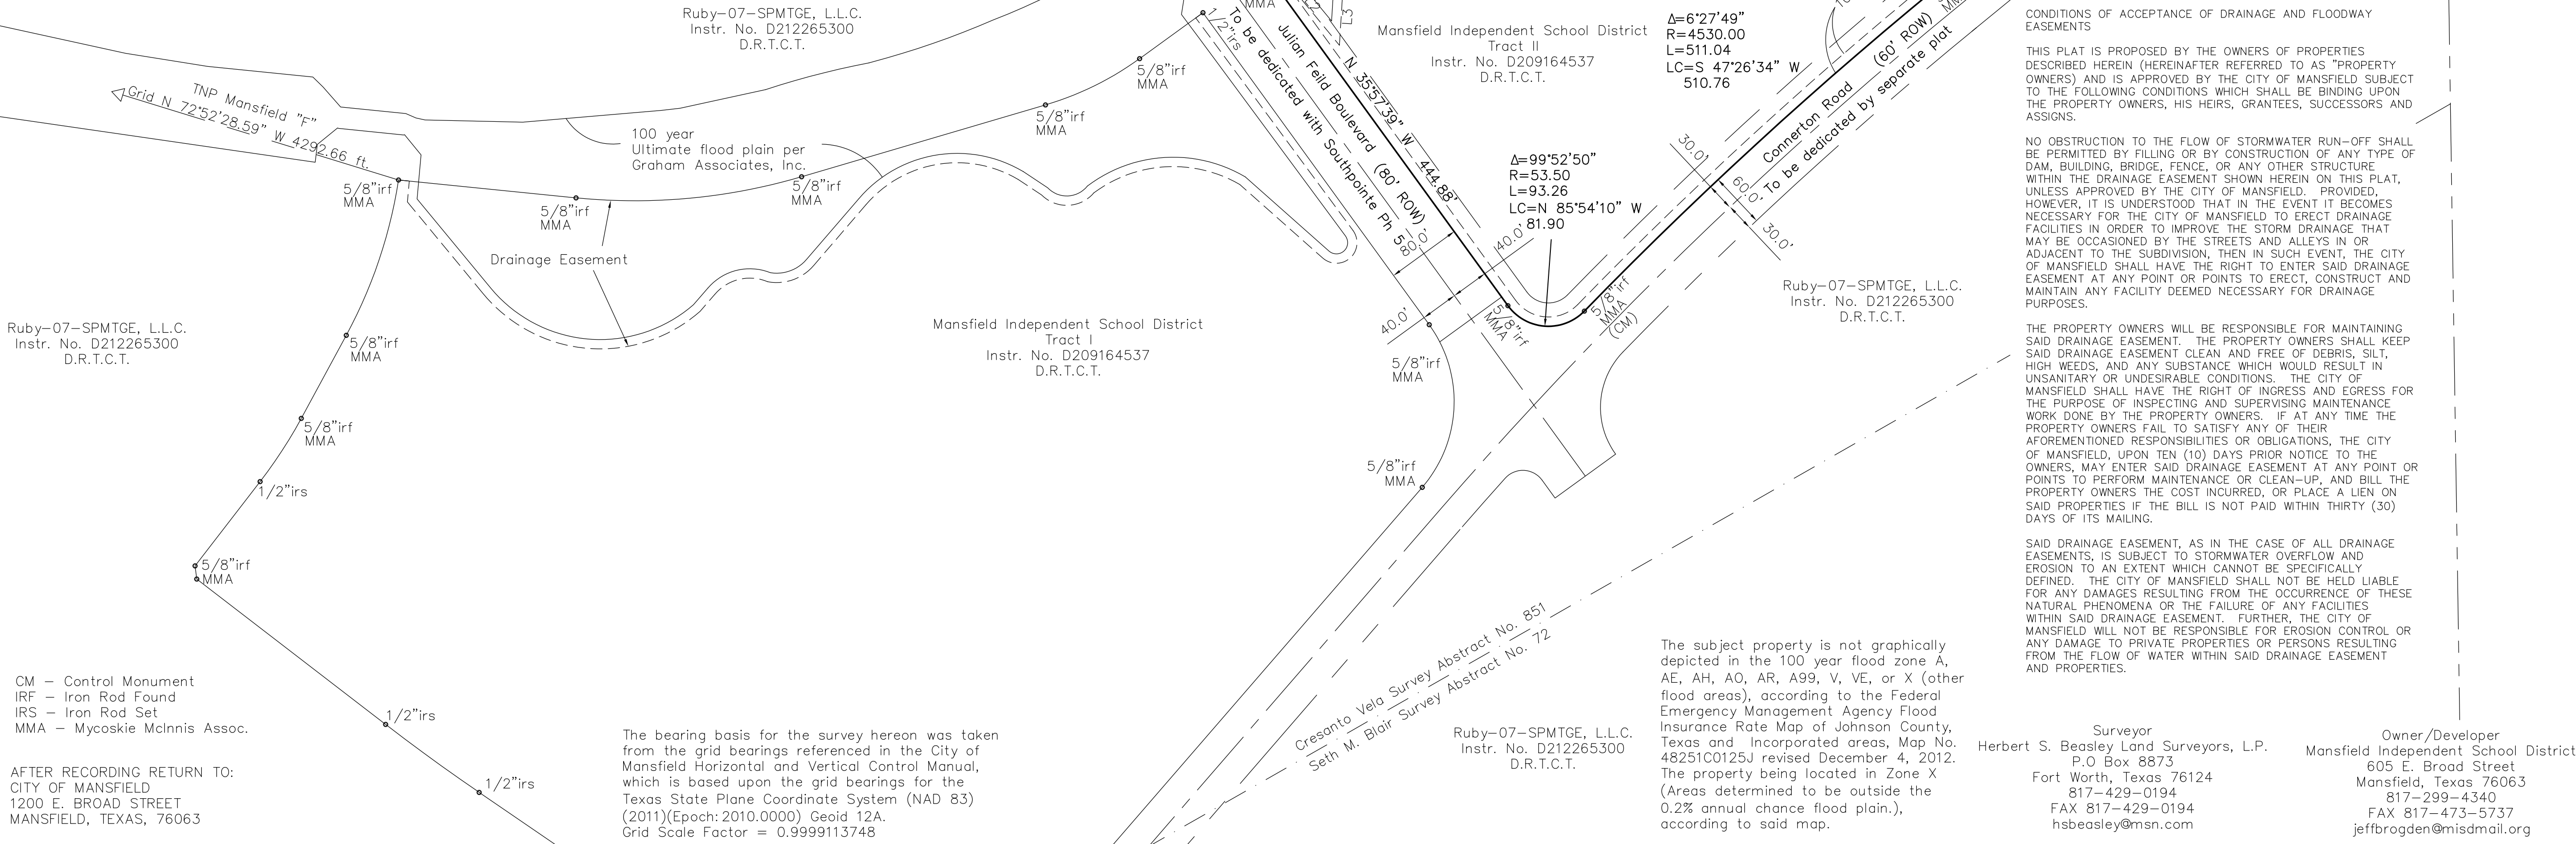 Ruby-07-SPMTGE, L.L.C.
Instr. No. D212265300
D.R.T.C.T.
TNP Mansfield "F"
Grid N 72°52'28.59" W 4292.66 ft.
100 year
Ultimate flood plain per
Graham Associates, Inc.
5/8"irf
MMA
5/8"irf
MMA
5/8"irf
MMA
5/8"irf
MMA
5/8"irf
MMA
1/2"irs
MMA
Drainage Easement
To be dedicated with Southpointe Ph 5
Julian Feild Boulevard (80' ROW)
N 35°57'39" W 444.88'
L2
L3
Mansfield Independent School District
Tract II
Instr. No. D209164537
D.R.T.C.T.
Δ=6°27'49"
R=4530.00
L=511.04
LC=S 47°26'34" W
510.76
Δ=99°52'50"
R=53.50
L=93.26
LC=N 85°54'10" W
81.90
Connerton Road (60' ROW)
To be dedicated by separate plat
30.01
60.0'
30.0'
80.0'
40.0'
40.0'
5/8"irf
MMA
5/8"irf
MMA
(CM)
5/8"irf
MMA
5/8"irf
MMA
Ruby-07-SPMTGE, L.L.C.
Instr. No. D212265300
D.R.T.C.T.
Ruby-07-SPMTGE, L.L.C.
Instr. No. D212265300
D.R.T.C.T.
Mansfield Independent School District
Tract I
Instr. No. D209164537
D.R.T.C.T.
5/8"irf
MMA
5/8"irf
MMA
1/2"irs
5/8"irf
MMA
1/2"irs
1/2"irs
CM - Control Monument
IRF - Iron Rod Found
IRS - Iron Rod Set
MMA - Mycoskie McInnis Assoc.
AFTER RECORDING RETURN TO:
CITY OF MANSFIELD
1200 E. BROAD STREET
MANSFIELD, TEXAS, 76063
The bearing basis for the survey hereon was taken
from the grid bearings referenced in the City of
Mansfield Horizontal and Vertical Control Manual,
which is based upon the grid bearings for the
Texas State Plane Coordinate System (NAD 83)
(2011)(Epoch: 2010.0000) Geoid 12A.
Grid Scale Factor = 0.9999113748
Cresanto Vela Survey Abstract No. 851
Seth M. Blair Survey Abstract No. 72
Ruby-07-SPMTGE, L.L.C.
Instr. No. D212265300
D.R.T.C.T.
The subject property is not graphically
depicted in the 100 year flood zone A,
AE, AH, AO, AR, A99, V, VE, or X (other
flood areas), according to the Federal
Emergency Management Agency Flood
Insurance Rate Map of Johnson County,
Texas and Incorporated areas, Map No.
48251C0125J revised December 4, 2012.
The property being located in Zone X
(Areas determined to be outside the
0.2% annual chance flood plain.),
according to said map.
CONDITIONS OF ACCEPTANCE OF DRAINAGE AND FLOODWAY
EASEMENTS
THIS PLAT IS PROPOSED BY THE OWNERS OF PROPERTIES
DESCRIBED HEREIN (HEREINAFTER REFERRED TO AS "PROPERTY
OWNERS) AND IS APPROVED BY THE CITY OF MANSFIELD SUBJECT
TO THE FOLLOWING CONDITIONS WHICH SHALL BE BINDING UPON
THE PROPERTY OWNERS, HIS HEIRS, GRANTEES, SUCCESSORS AND
ASSIGNS.
NO OBSTRUCTION TO THE FLOW OF STORMWATER RUN-OFF SHALL
BE PERMITTED BY FILLING OR BY CONSTRUCTION OF ANY TYPE OF
DAM, BUILDING, BRIDGE, FENCE, OR ANY OTHER STRUCTURE
WITHIN THE DRAINAGE EASEMENT SHOWN HEREIN ON THIS PLAT,
UNLESS APPROVED BY THE CITY OF MANSFIELD. PROVIDED,
HOWEVER, IT IS UNDERSTOOD THAT IN THE EVENT IT BECOMES
NECESSARY FOR THE CITY OF MANSFIELD TO ERECT DRAINAGE
FACILITIES IN ORDER TO IMPROVE THE STORM DRAINAGE THAT
MAY BE OCCASIONED BY THE STREETS AND ALLEYS IN OR
ADJACENT TO THE SUBDIVISION, THEN IN SUCH EVENT, THE CITY
OF MANSFIELD SHALL HAVE THE RIGHT TO ENTER SAID DRAINAGE
EASEMENT AT ANY POINT OR POINTS TO ERECT, CONSTRUCT AND
MAINTAIN ANY FACILITY DEEMED NECESSARY FOR DRAINAGE
PURPOSES.
THE PROPERTY OWNERS WILL BE RESPONSIBLE FOR MAINTAINING
SAID DRAINAGE EASEMENT. THE PROPERTY OWNERS SHALL KEEP
SAID DRAINAGE EASEMENT CLEAN AND FREE OF DEBRIS, SILT,
HIGH WEEDS, AND ANY SUBSTANCE WHICH WOULD RESULT IN
UNSANITARY OR UNDESIRABLE CONDITIONS. THE CITY OF
MANSFIELD SHALL HAVE THE RIGHT OF INGRESS AND EGRESS FOR
THE PURPOSE OF INSPECTING AND SUPERVISING MAINTENANCE
WORK DONE BY THE PROPERTY OWNERS. IF AT ANY TIME THE
PROPERTY OWNERS FAIL TO SATISFY ANY OF THEIR
AFOREMENTIONED RESPONSIBILITIES OR OBLIGATIONS, THE CITY
OF MANSFIELD, UPON TEN (10) DAYS PRIOR NOTICE TO THE
OWNERS, MAY ENTER SAID DRAINAGE EASEMENT AT ANY POINT OR
POINTS TO PERFORM MAINTENANCE OR CLEAN-UP, AND BILL THE
PROPERTY OWNERS THE COST INCURRED, OR PLACE A LIEN ON
SAID PROPERTIES IF THE BILL IS NOT PAID WITHIN THIRTY (30)
DAYS OF ITS MAILING.
SAID DRAINAGE EASEMENT, AS IN THE CASE OF ALL DRAINAGE
EASEMENTS, IS SUBJECT TO STORMWATER OVERFLOW AND
EROSION TO AN EXTENT WHICH CANNOT BE SPECIFICALLY
DEFINED. THE CITY OF MANSFIELD SHALL NOT BE HELD LIABLE
FOR ANY DAMAGES RESULTING FROM THE OCCURRENCE OF THESE
NATURAL PHENOMENA OR THE FAILURE OF ANY FACILITIES
WITHIN SAID DRAINAGE EASEMENT. FURTHER, THE CITY OF
MANSFIELD WILL NOT BE RESPONSIBLE FOR EROSION CONTROL OR
ANY DAMAGE TO PRIVATE PROPERTIES OR PERSONS RESULTING
FROM THE FLOW OF WATER WITHIN SAID DRAINAGE EASEMENT
AND PROPERTIES.
Surveyor
Herbert S. Beasley Land Surveyors, L.P.
P.O Box 8873
Fort Worth, Texas 76124
817-429-0194
FAX 817-429-0194
hsbeasley@msn.com
Owner/Developer
Mansfield Independent School District
605 E. Broad Street
Mansfield, Texas 76063
817-299-4340
FAX 817-473-5737
jeffbrogden@misdmail.org